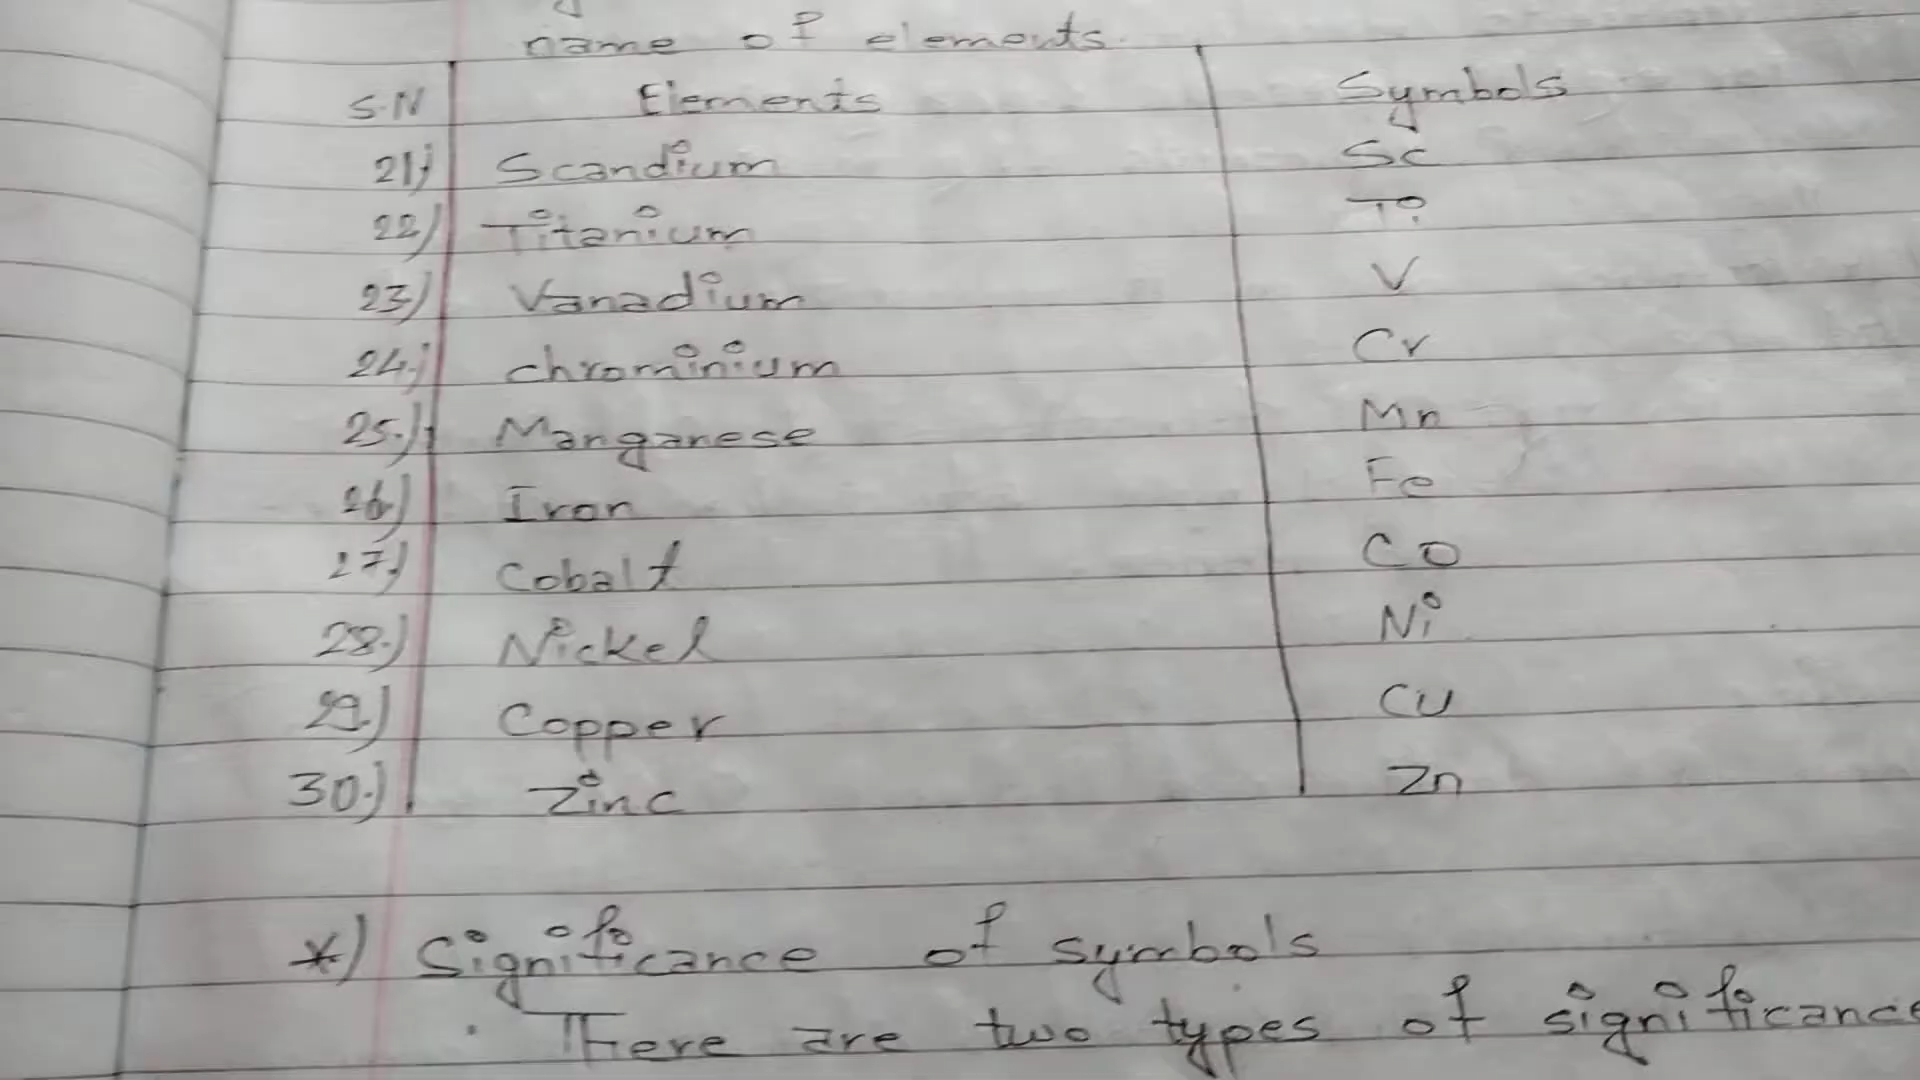 name of elements.
S.N Elements Symbols
21) Scandium Sc
22) Titanium Ti
23) Vanadium V
24.) chrominium Cr
25.) Manganese Mn
26) Iron Fe
27.) Cobalt CO
28.) Nickel Ni
29.) Copper Cu
30.) Zinc Zn
*) Significance of symbols
There are two types of significance